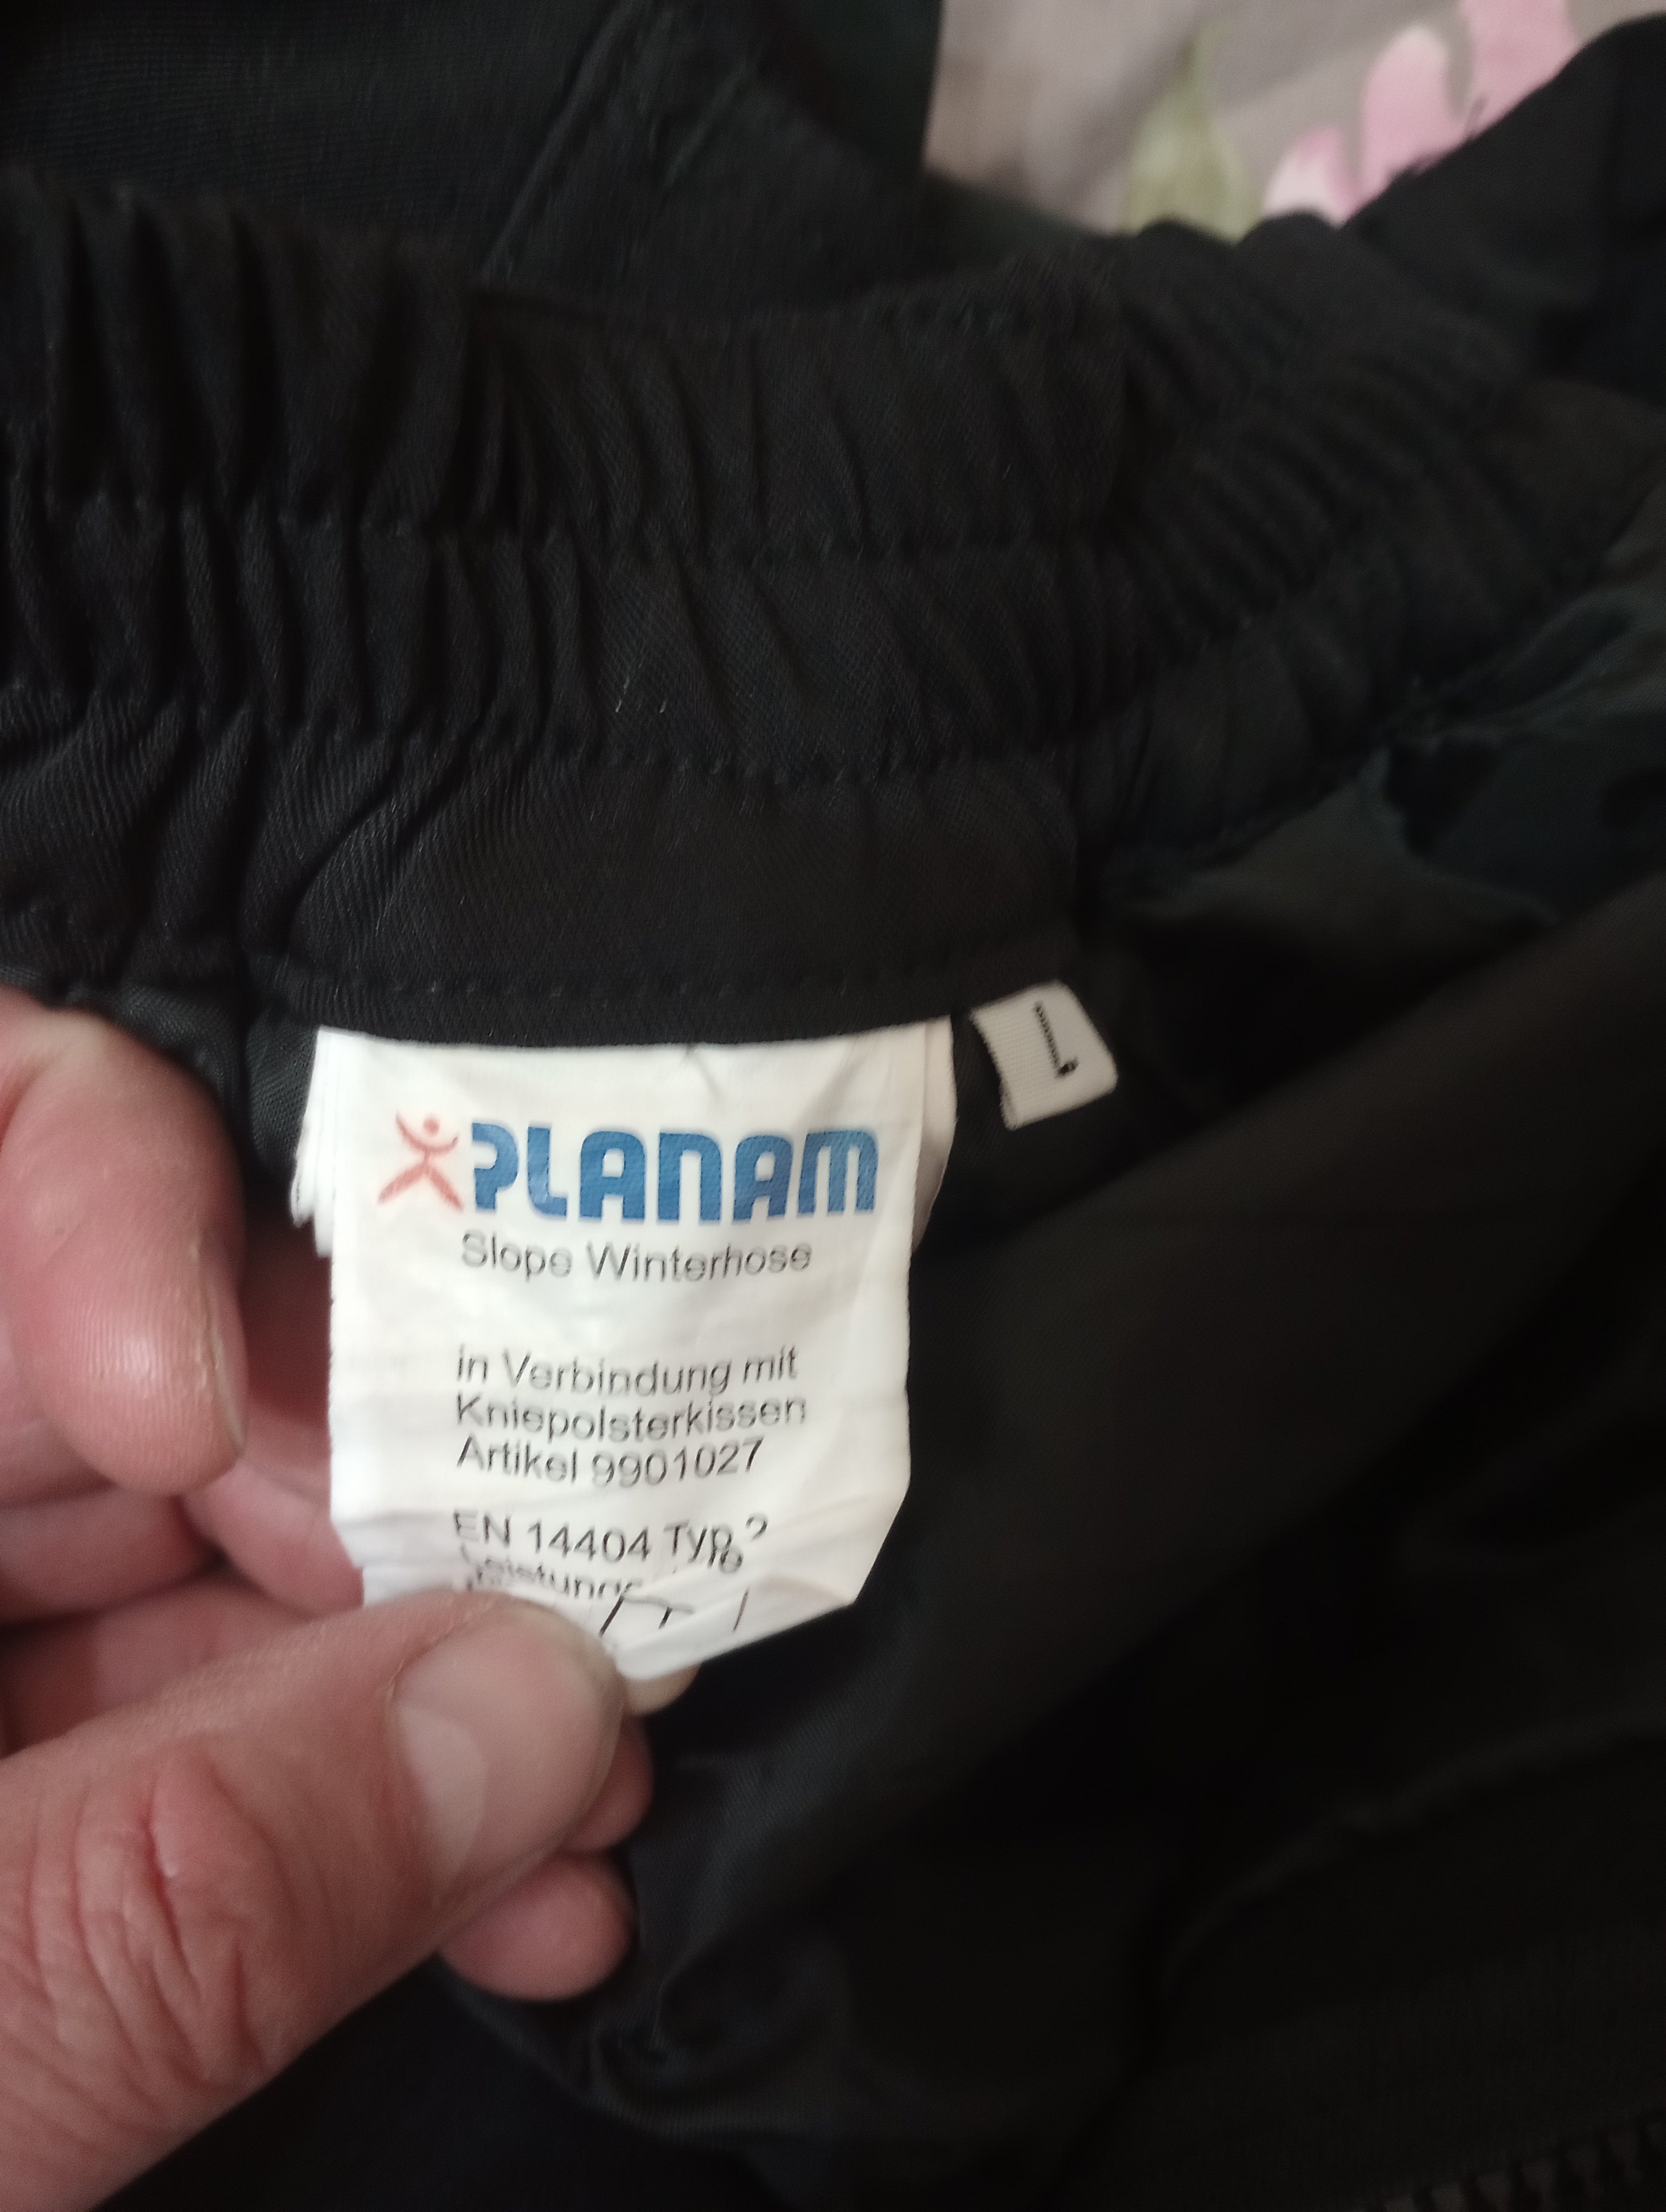 PLANAM
L
Slope Winterhose
in Verbindung mit
Kniepolsterkissen
Artikel 9901027
EN 14404 Typ 2